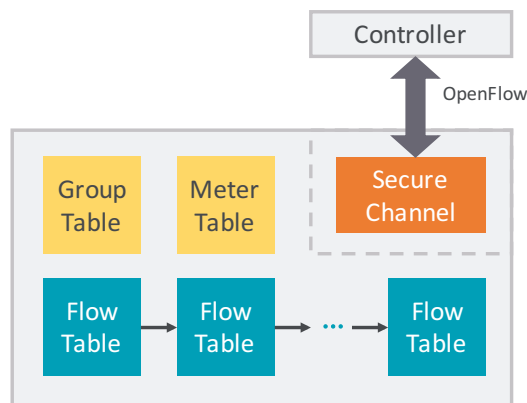 Controller
OpenFlow
Group
Table
Meter
Table
Secure
Channel
Flow
Table
Flow
Table
...
Flow
Table